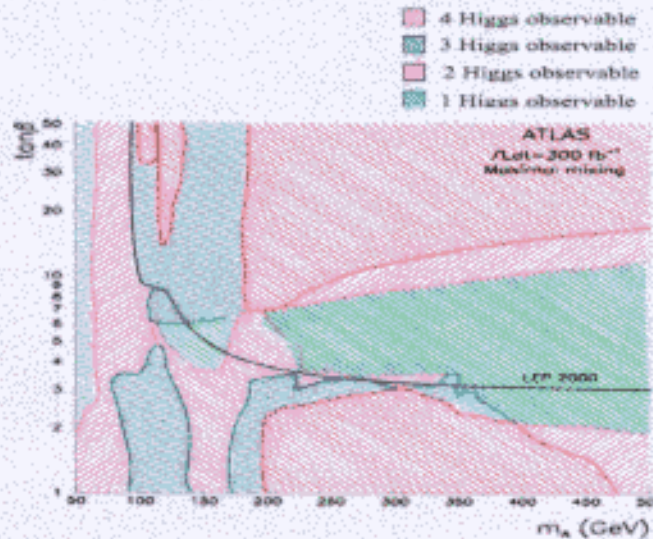 4 Higgs observable
3 Higgs observable
2 Higgs observable
1 Higgs observable
ATLAS
∫Ldt=300 fb⁻¹
Maximal mixing
tanβ
50
40
30
20
10
9
8
7
6
5
4
3
2
1
LEP 2000
50 100 150 200 250 300 350 400 450 50
m_A (GeV)